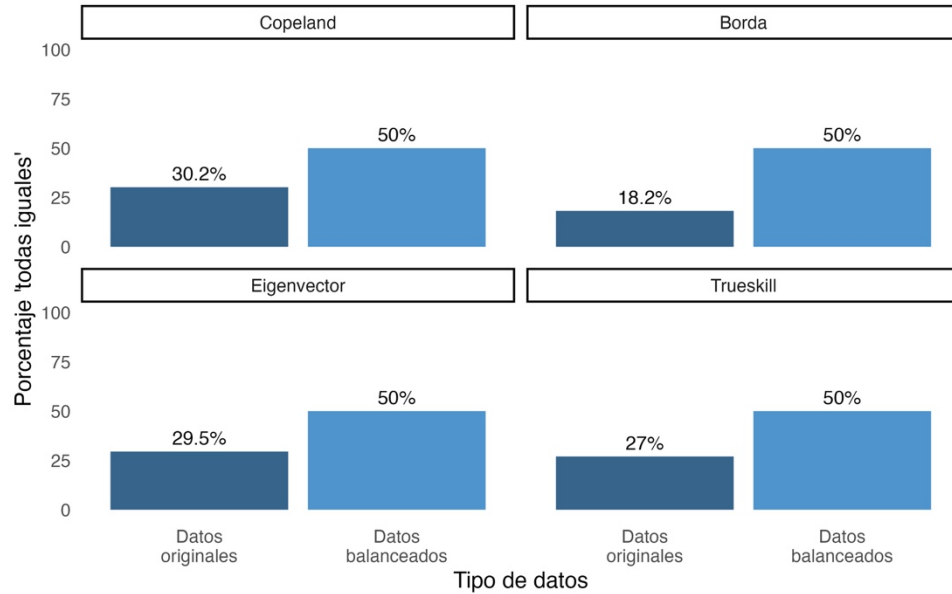 Copeland
Borda
100
75
50
25
0
30.2%
50%
18.2%
50%
Eigenvector
Trueskill
100
75
50
25
0
29.5%
50%
27%
50%
Porcentaje 'todas iguales'
Datos
originales
Datos
balanceados
Datos
originales
Datos
balanceados
Tipo de datos